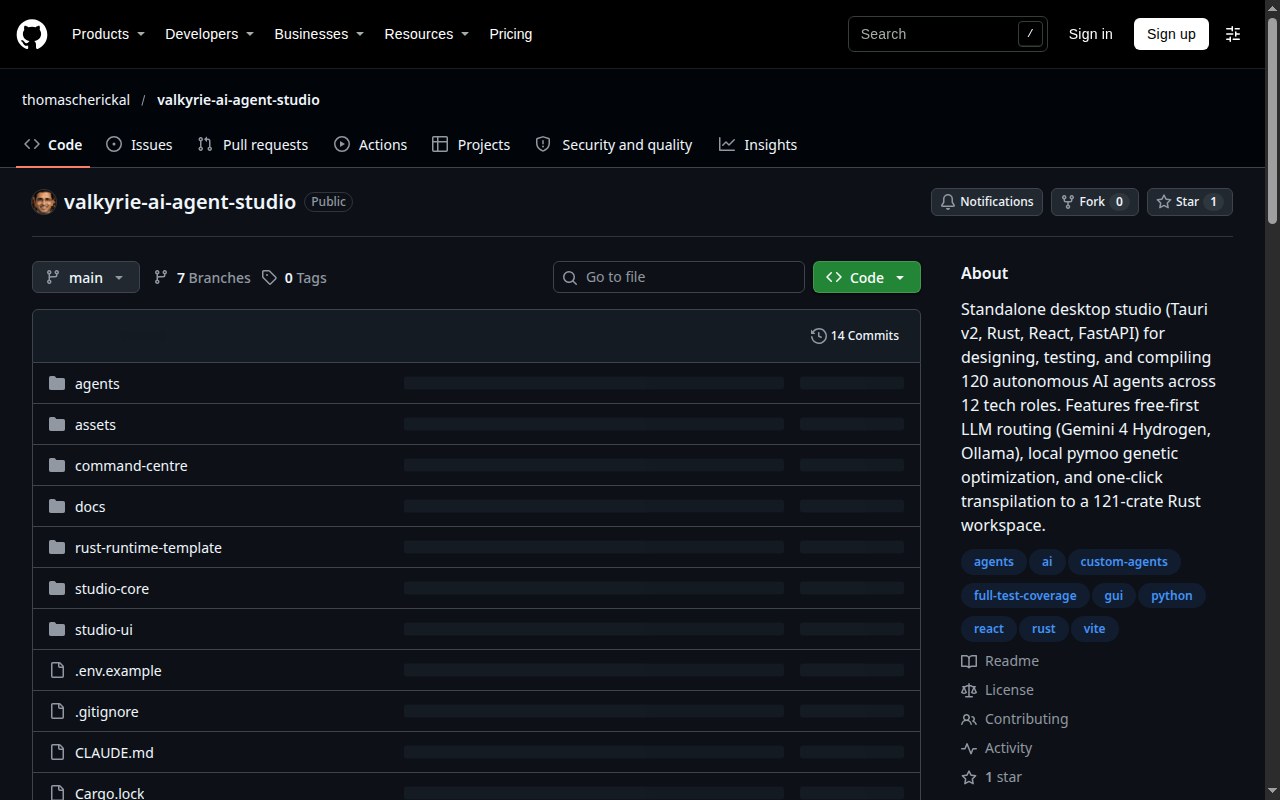 Products Developers Businesses Resources Pricing Search / Sign in Sign up
thomascherickal / valkyrie-ai-agent-studio
Code Issues Pull requests Actions Projects Security and quality Insights
valkyrie-ai-agent-studio Public Notifications Fork 0 Star 1
main 7 Branches 0 Tags Go to file Code
14 Commits
agents
assets
command-centre
docs
rust-runtime-template
studio-core
studio-ui
.env.example
.gitignore
CLAUDE.md
Cargo.lock
About
Standalone desktop studio (Tauri
v2, Rust, React, FastAPI) for
designing, testing, and compiling
120 autonomous AI agents across
12 tech roles. Features free-first
LLM routing (Gemini 4 Hydrogen,
Ollama), local pymoo genetic
optimization, and one-click
transpilation to a 121-crate Rust
workspace.
agents ai custom-agents
full-test-coverage gui python
react rust vite
Readme
License
Contributing
Activity
1 star